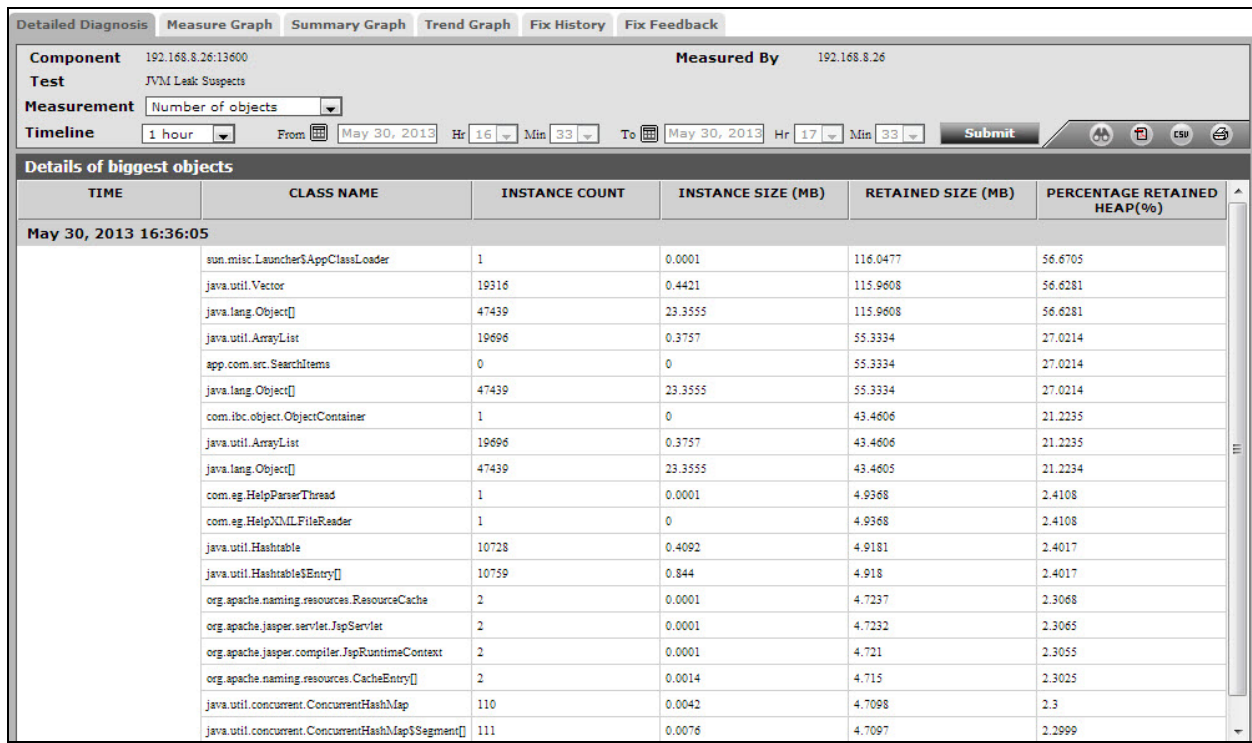 Detailed Diagnosis Measure Graph Summary Graph Trend Graph Fix History Fix Feedback
Component 192.168.8.26:13600 Measured By 192.168.8.26
Test JVM Leak Suspects
Measurement Number of objects
Timeline 1 hour From May 30, 2013 Hr 16 Min 33 To May 30, 2013 Hr 17 Min 33 Submit CSV
Details of biggest objects
TIME CLASS NAME INSTANCE COUNT INSTANCE SIZE (MB) RETAINED SIZE (MB) PERCENTAGE RETAINED HEAP(%)
May 30, 2013 16:36:05
sun.misc.Launcher$AppClassLoader 1 0.0001 116.0477 56.6705
java.util.Vector 19316 0.4421 115.9608 56.6281
java.lang.Object[] 47439 23.3555 115.9608 56.6281
java.util.ArrayList 19696 0.3757 55.3334 27.0214
app.com.src.SearchItems 0 0 55.3334 27.0214
java.lang.Object[] 47439 23.3555 55.3334 27.0214
com.ibc.object.ObjectContainer 1 0 43.4606 21.2235
java.util.ArrayList 19696 0.3757 43.4606 21.2235
java.lang.Object[] 47439 23.3555 43.4605 21.2234
com.eg.HelpParserThread 1 0.0001 4.9368 2.4108
com.eg.HelpXMLFileReader 1 0 4.9368 2.4108
java.util.Hashtable 10728 0.4092 4.9181 2.4017
java.util.Hashtable$Entry[] 10759 0.844 4.918 2.4017
org.apache.naming.resources.ResourceCache 2 0.0001 4.7237 2.3068
org.apache.jasper.servlet.JspServlet 2 0.0001 4.7232 2.3065
org.apache.jasper.compiler.JspRuntimeContext 2 0.0001 4.721 2.3055
org.apache.naming.resources.CacheEntry[] 2 0.0014 4.715 2.3025
java.util.concurrent.ConcurrentHashMap 110 0.0042 4.7098 2.3
java.util.concurrent.ConcurrentHashMap$Segment[] 111 0.0076 4.7097 2.2999